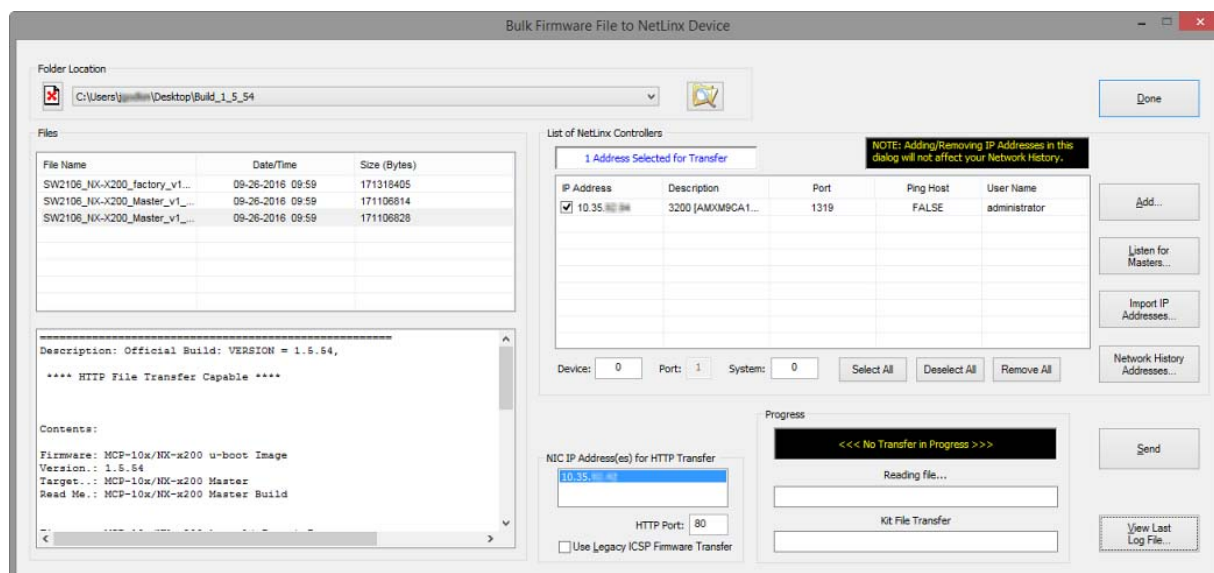 Bulk Firmware File to NetLinx Device
Folder Location
C:\Users\ \Desktop\Build_1_5_54
Done
Files
File Name Date/Time Size (Bytes)
SW2106_NX-X200_factory_v1... 09-26-2016 09:59 171318405
SW2106_NX-X200_Master_v1_... 09-26-2016 09:59 171106814
SW2106_NX-X200_Master_v1_... 09-26-2016 09:59 171106828
Description: Official Build: VERSION = 1.5.54,
**** HTTP File Transfer Capable ****
Contents:
Firmware: MCP-10x/NX-x200 u-boot Image
Version.: 1.5.54
Target..: MCP-10x/NX-x200 Master
Read Me.: MCP-10x/NX-x200 Master Build
List of NetLinx Controllers
1 Address Selected for Transfer
NOTE: Adding/Removing IP Addresses in this
dialog will not affect your Network History.
IP Address Description Port Ping Host User Name
10.35. 3200 [AMXM9CA1... 1319 FALSE administrator
Add...
Listen for
Masters...
Import IP
Addresses...
Network History
Addresses...
Device: 0 Port: 1 System: 0 Select All Deselect All Remove All
NIC IP Address(es) for HTTP Transfer
10.35.
HTTP Port: 80
Use Legacy ICSP Firmware Transfer
Progress
<<< No Transfer in Progress >>>
Reading file...
Kit File Transfer
Send
View Last
Log File...